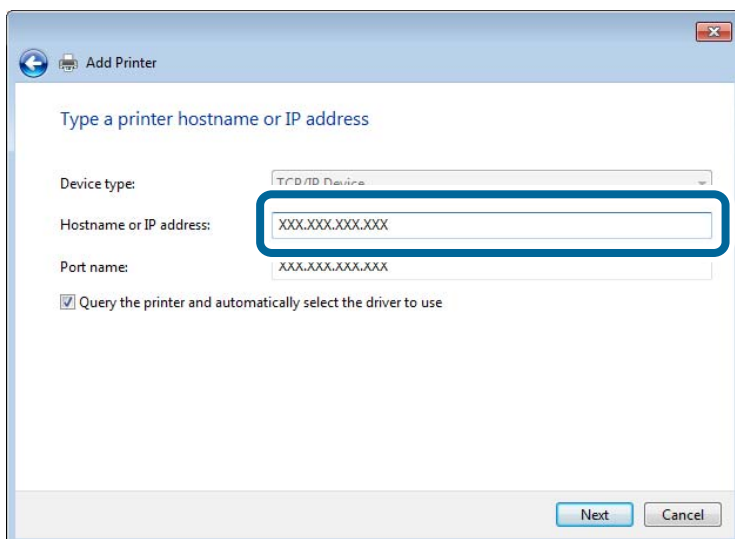 Add Printer
Type a printer hostname or IP address
Device type: TCP/IP Device
Hostname or IP address: XXX.XXX.XXX.XXX
Port name: XXX.XXX.XXX.XXX
Query the printer and automatically select the driver to use
Next Cancel